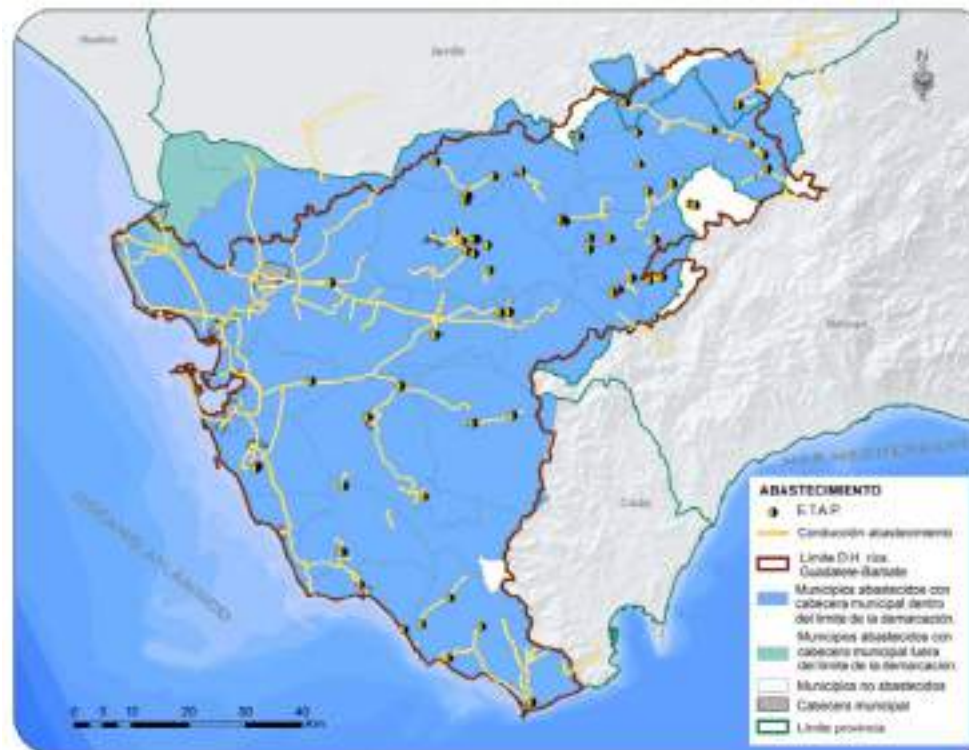 Huelva
Sevilla
N
Málaga
MAR MEDITERRÁNEO
Cádiz
OCÉANO ATLÁNTICO
0 5 10 20 30 40
Km
ABASTECIMIENTO
E.T.A.P.
Conducción abastecimiento
Límite D.H. ríos
Guadalete-Barbate
Municipios abastecidos con
cabecera municipal dentro
del límite de la demarcación.
Municipios abastecidos con
cabecera municipal fuera
del límite de la demarcación.
Municipios no abastecidos
Cabecera municipal
Límite provincia